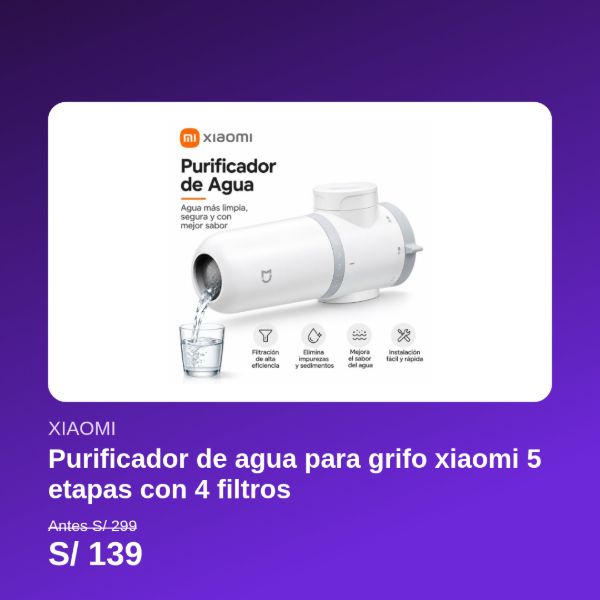 mi xiaomi
Purificador
de Agua
Agua más limpia,
segura y con
mejor sabor
Filtración
de alta
eficiencia
Elimina
impurezas
y sedimentos
Mejora
el sabor
del agua
Instalación
fácil y rápida
XIAOMI
Purificador de agua para grifo xiaomi 5
etapas con 4 filtros
Antes S/ 299
S/ 139